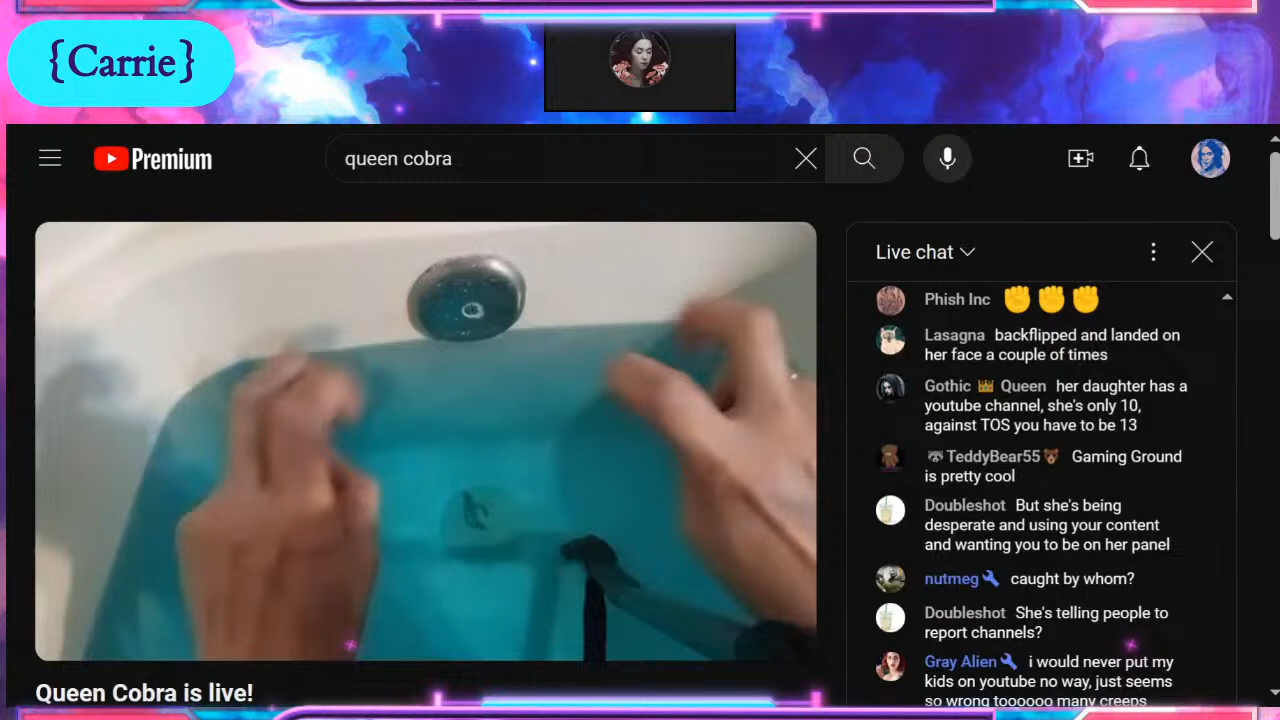 {Carrie}
Premium
queen cobra
Live chat
Phish Inc
Lasagna backflipped and landed on
her face a couple of times
Gothic 👑 Queen her daughter has a
youtube channel, she's only 10,
against TOS you have to be 13
🦝TeddyBear55🐻 Gaming Ground
is pretty cool
Doubleshot But she's being
desperate and using your content
and wanting you to be on her panel
nutmeg caught by whom?
Doubleshot She's telling people to
report channels?
Gray Alien i would never put my
kids on youtube no way, just seems
so wrong toooooo many creeps
Queen Cobra is live!